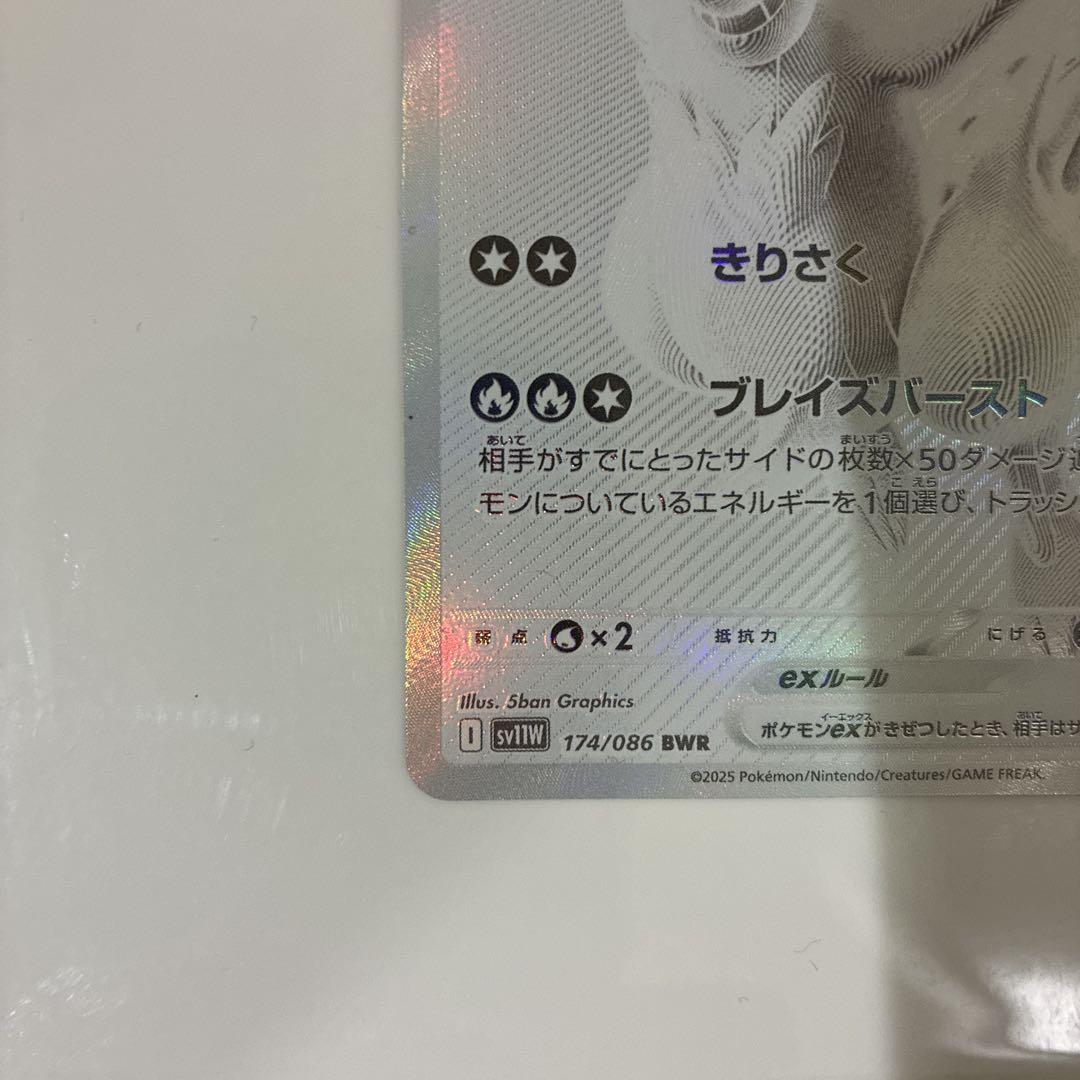 きりさく
ブレイズバースト
あいて まいすう
相手がすでにとったサイドの枚数×50ダメージ追
こ えら
モンについているエネルギーを1個選び、トラッシ
弱点 ×2 抵抗力 にげる
exルール
Illus. 5ban Graphics
イーエックス あいて
ポケモンexがきぜつしたとき、相手はサ
I SV11W 174/086 BWR
©2025 Pokémon/Nintendo/Creatures/GAME FREAK.